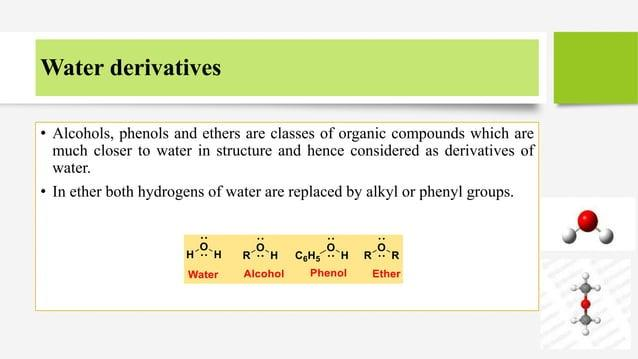 Water derivatives
• Alcohols, phenols and ethers are classes of organic compounds which are
much closer to water in structure and hence considered as derivatives of
water.
• In ether both hydrogens of water are replaced by alkyl or phenyl groups.
H O H R O H C6H5 O H R O R
Water Alcohol Phenol Ether